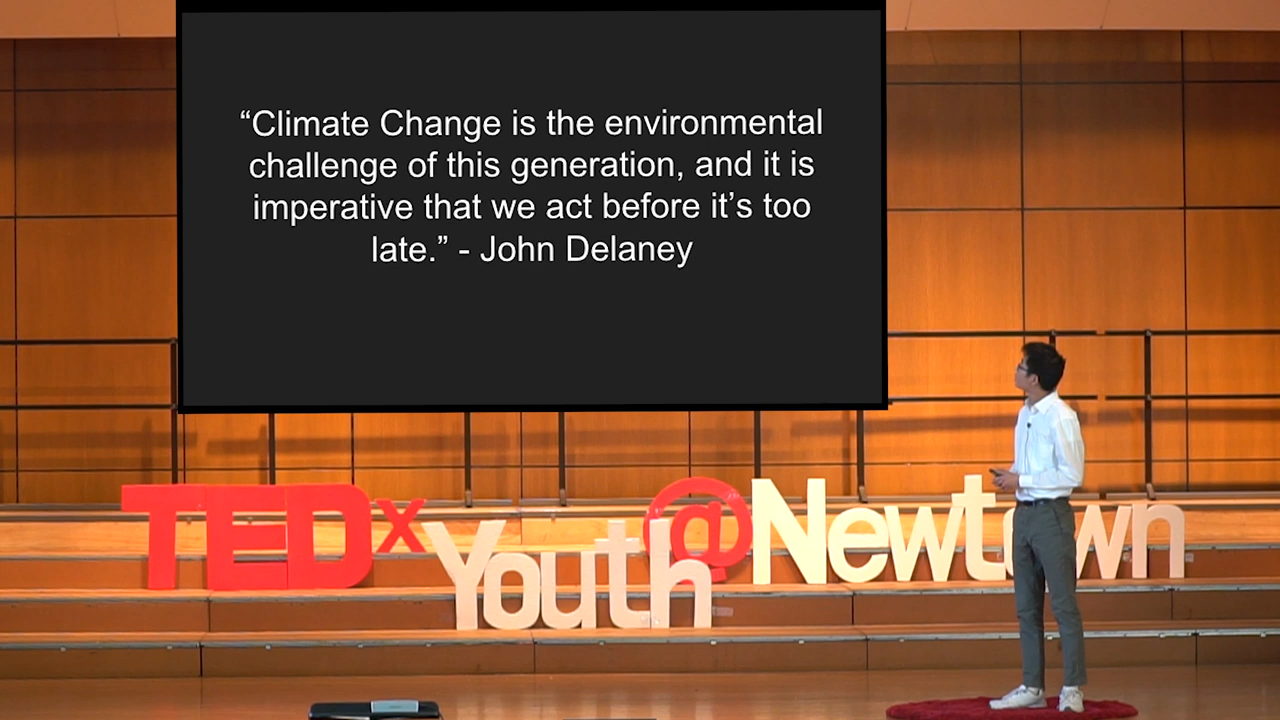 “Climate Change is the environmental
challenge of this generation, and it is
imperative that we act before it’s too
late.” - John Delaney
TEDx
Youth
@Newtown